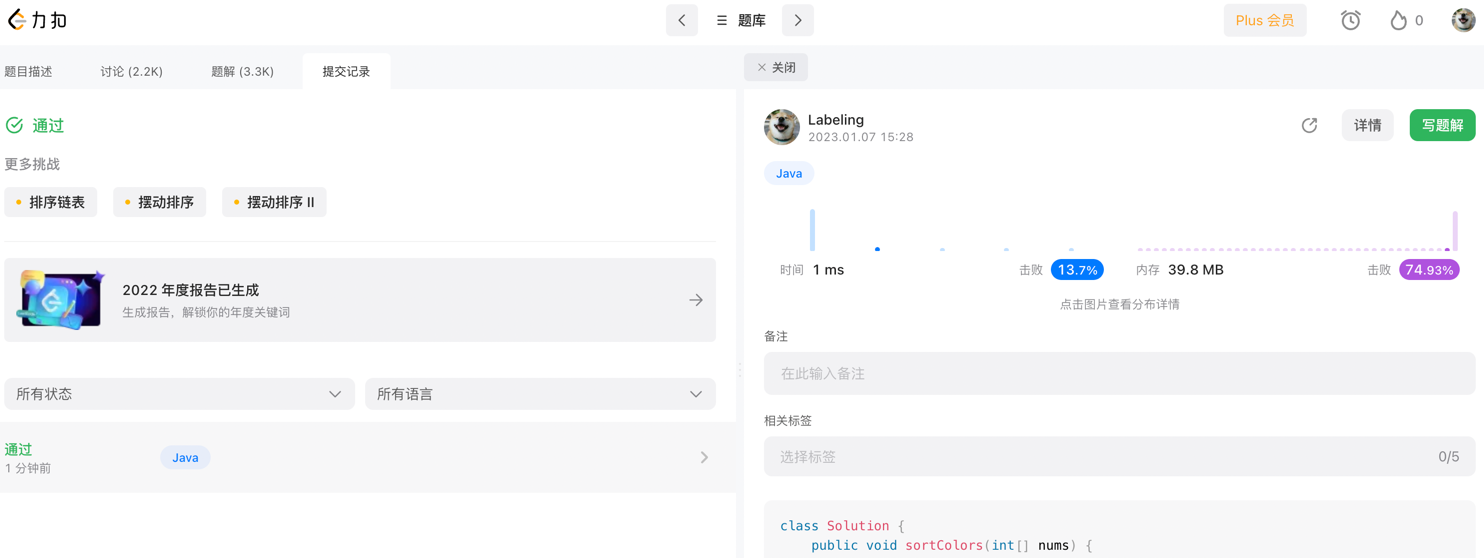 力扣
题库
Plus 会员
0
题目描述
讨论 (2.2K)
题解 (3.3K)
提交记录
通过
更多挑战
排序链表
摆动排序
摆动排序 II
2022 年度报告已生成
生成报告，解锁你的年度关键词
所有状态
所有语言
通过
1 分钟前
Java
关闭
Labeling
2023.01.07 15:28
详情
写题解
Java
时间 1 ms
击败 13.7%
内存 39.8 MB
击败 74.93%
点击图片查看分布详情
备注
在此输入备注
相关标签
选择标签
0/5
class Solution {
public void sortColors(int[] nums) {